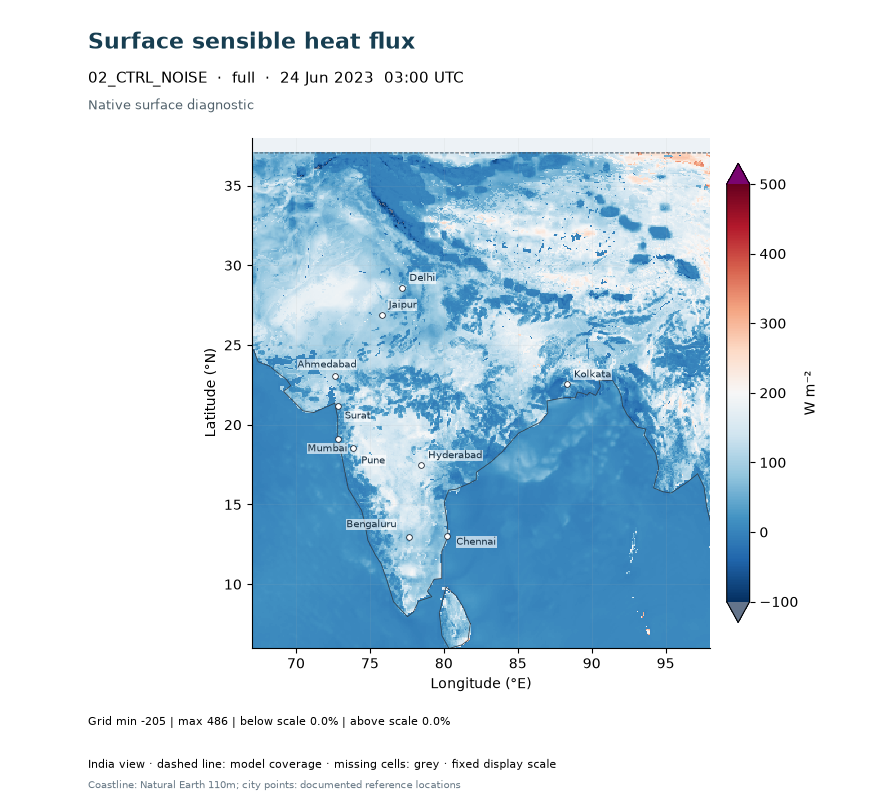 Surface sensible heat flux
02_CTRL_NOISE · full · 24 Jun 2023 03:00 UTC
Native surface diagnostic
35
30
25
20
15
10
Latitude (°N)
70
75
80
85
90
95
Longitude (°E)
Delhi
Jaipur
Ahmedabad
Kolkata
Surat
Mumbai
Pune
Hyderabad
Bengaluru
Chennai
500
400
300
200
100
0
−100
W m⁻²
Grid min -205 | max 486 | below scale 0.0% | above scale 0.0%
India view · dashed line: model coverage · missing cells: grey · fixed display scale
Coastline: Natural Earth 110m; city points: documented reference locations